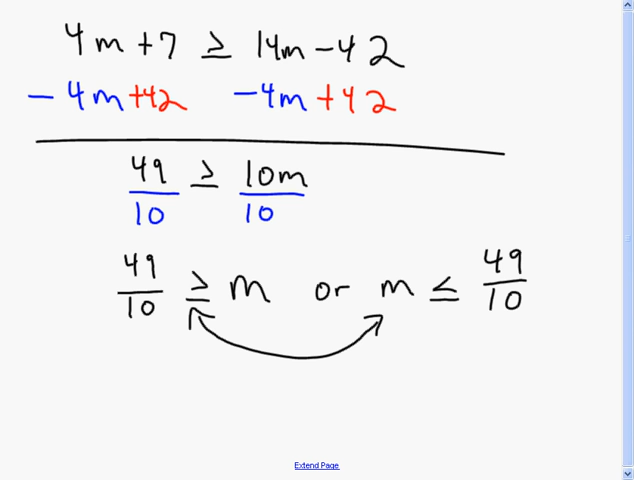 4m + 7 ≥ 14m - 42
- 4m + 42 - 4m + 42
49/10 ≥ 10m/10
49/10 ≥ m or m ≤ 49/10
Extend Page